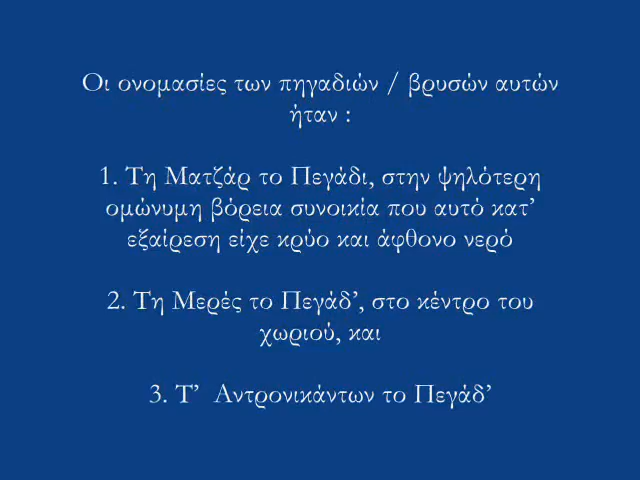 Οι ονομασίες των πηγαδιών / βρυσών αυτών
ήταν :
1. Τη Ματζάρ το Πεγάδι, στην ψηλότερη
ομώνυμη βόρεια συνοικία που αυτό κατ’
εξαίρεση είχε κρύο και άφθονο νερό
2. Τη Μερές το Πεγάδ’, στο κέντρο του
χωριού, και
3. Τ’  Αντρονικάντων το Πεγάδ’